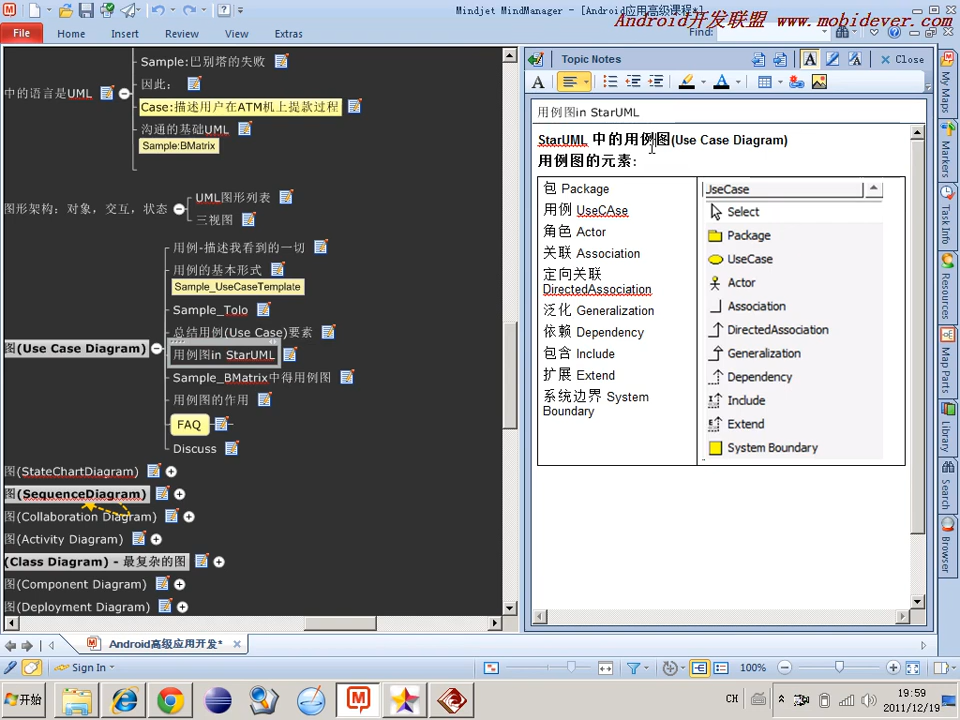 Mindjet MindManager - [Android应用高级课程*]
Android开发联盟 www.mobidever.com
File
Home
Insert
Review
View
Extras
Find:
Sample:巴别塔的失败
因此:
中的语言是UML
Case:描述用户在ATM机上提款过程
沟通的基础UML
Sample:BMatrix
UML图形列表
图形架构: 对象, 交互, 状态
三视图
用例-描述我看到的一切
用例的基本形式
Sample_UseCaseTemplate
Sample_Tolo
总结用例(Use Case)要素
图(Use Case Diagram)
用例图in StarUML
Sample_BMatrix中得用例图
用例图的作用
FAQ
Discuss
图(StateChartDiagram)
图(SequenceDiagram)
图(Collaboration Diagram)
图(Activity Diagram)
(Class Diagram) - 最复杂的图
图(Component Diagram)
图(Deployment Diagram)
Topic Notes
Close
用例图in StarUML
StarUML 中的用例图(Use Case Diagram)
用例图的元素:
包 Package
用例 UseCAse
角色 Actor
关联 Association
定向关联
DirectedAssociation
泛化 Generalization
依赖 Dependency
包含 Include
扩展 Extend
系统边界 System
Boundary
UseCase
Select
Package
UseCase
Actor
Association
DirectedAssociation
Generalization
Dependency
Include
Extend
System Boundary
My Maps
Task Info
Resources
Map Parts
Library
Search
Browser
Android高级应用开发*
Sign In
100%
开始
CH
19:59
2011/12/19